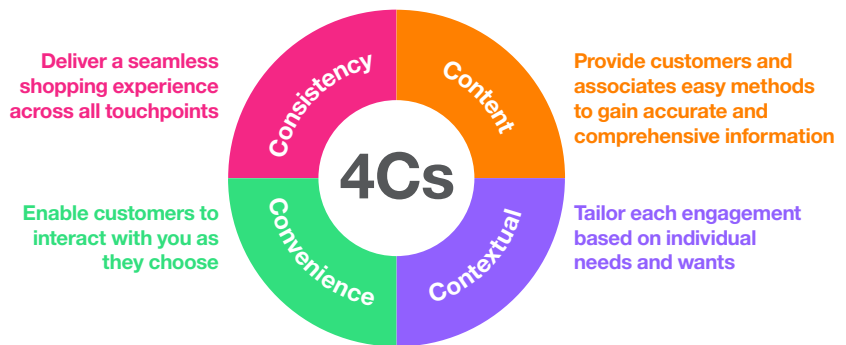 Deliver a seamless
shopping experience
across all touchpoints
Consistency
Content
Provide customers and
associates easy methods
to gain accurate and
comprehensive information
4Cs
Enable customers to
interact with you as
they choose
Convenience
Contextual
Tailor each engagement
based on individual
needs and wants